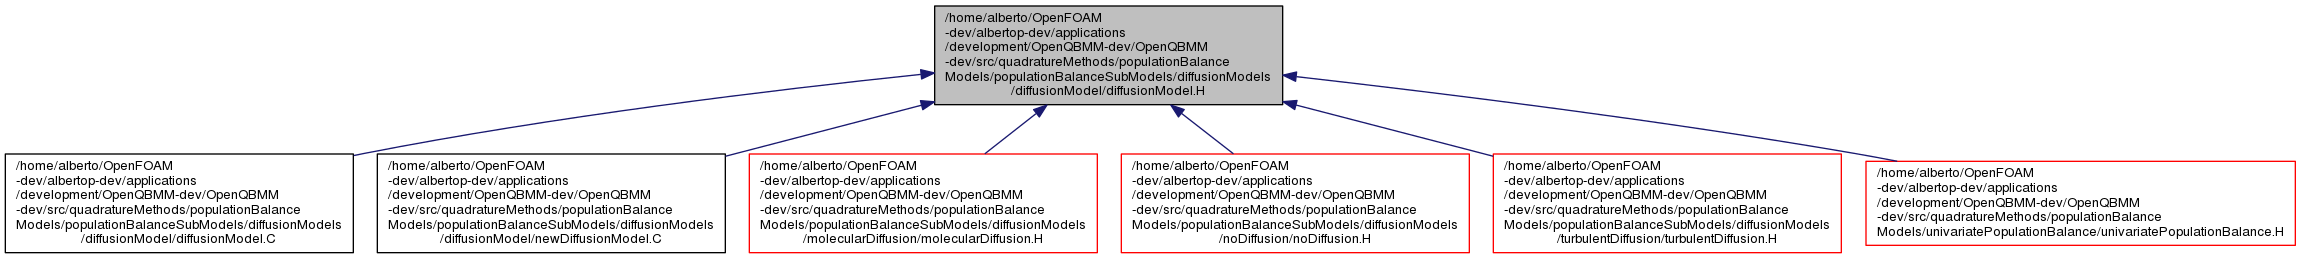 /home/alberto/OpenFOAM
-dev/albertop-dev/applications
/development/OpenQBMM-dev/OpenQBMM
-dev/src/quadratureMethods/populationBalance
Models/populationBalanceSubModels/diffusionModels
/diffusionModel/diffusionModel.H
/home/alberto/OpenFOAM
-dev/albertop-dev/applications
/development/OpenQBMM-dev/OpenQBMM
-dev/src/quadratureMethods/populationBalance
Models/populationBalanceSubModels/diffusionModels
/diffusionModel/diffusionModel.C
/home/alberto/OpenFOAM
-dev/albertop-dev/applications
/development/OpenQBMM-dev/OpenQBMM
-dev/src/quadratureMethods/populationBalance
Models/populationBalanceSubModels/diffusionModels
/diffusionModel/newDiffusionModel.C
/home/alberto/OpenFOAM
-dev/albertop-dev/applications
/development/OpenQBMM-dev/OpenQBMM
-dev/src/quadratureMethods/populationBalance
Models/populationBalanceSubModels/diffusionModels
/molecularDiffusion/molecularDiffusion.H
/home/alberto/OpenFOAM
-dev/albertop-dev/applications
/development/OpenQBMM-dev/OpenQBMM
-dev/src/quadratureMethods/populationBalance
Models/populationBalanceSubModels/diffusionModels
/noDiffusion/noDiffusion.H
/home/alberto/OpenFOAM
-dev/albertop-dev/applications
/development/OpenQBMM-dev/OpenQBMM
-dev/src/quadratureMethods/populationBalance
Models/populationBalanceSubModels/diffusionModels
/turbulentDiffusion/turbulentDiffusion.H
/home/alberto/OpenFOAM
-dev/albertop-dev/applications
/development/OpenQBMM-dev/OpenQBMM
-dev/src/quadratureMethods/populationBalance
Models/univariatePopulationBalance/univariatePopulationBalance.H